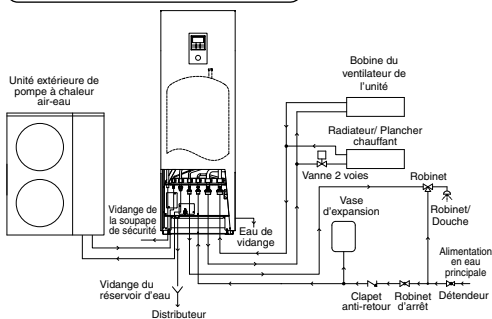 Unité extérieure de
pompe à chaleur
air-eau
Bobine du
ventilateur de
l'unité
Radiateur/ Plancher
chauffant
Vanne 2 voies
Robinet
Vidange de
la soupape
de sécurité
Eau de
vidange
Vase
d'expansion
Robinet/
Douche
Alimentation
en eau
principale
Vidange du
réservoir d'eau
Clapet
anti-retour
Robinet
d'arrêt
Détendeur
Distributeur